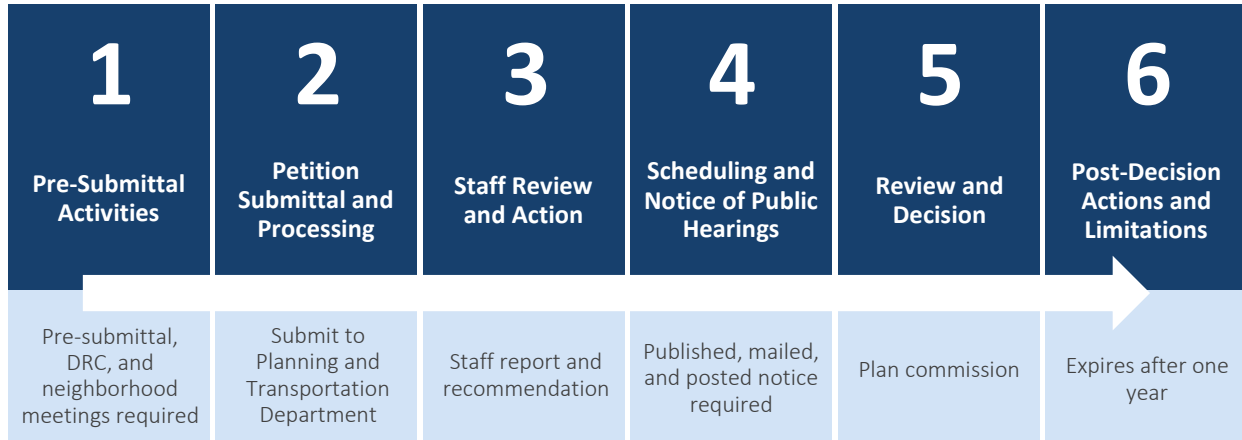 1
Pre-Submittal
Activities
Pre-submittal,
DRC, and
neighborhood
meetings required
2
Petition
Submittal and
Processing
Submit to
Planning and
Transportation
Department
3
Staff Review
and Action
Staff report and
recommendation
4
Scheduling and
Notice of Public
Hearings
Published, mailed,
and posted notice
required
5
Review and
Decision
Plan commission
6
Post-Decision
Actions and
Limitations
Expires after one
year